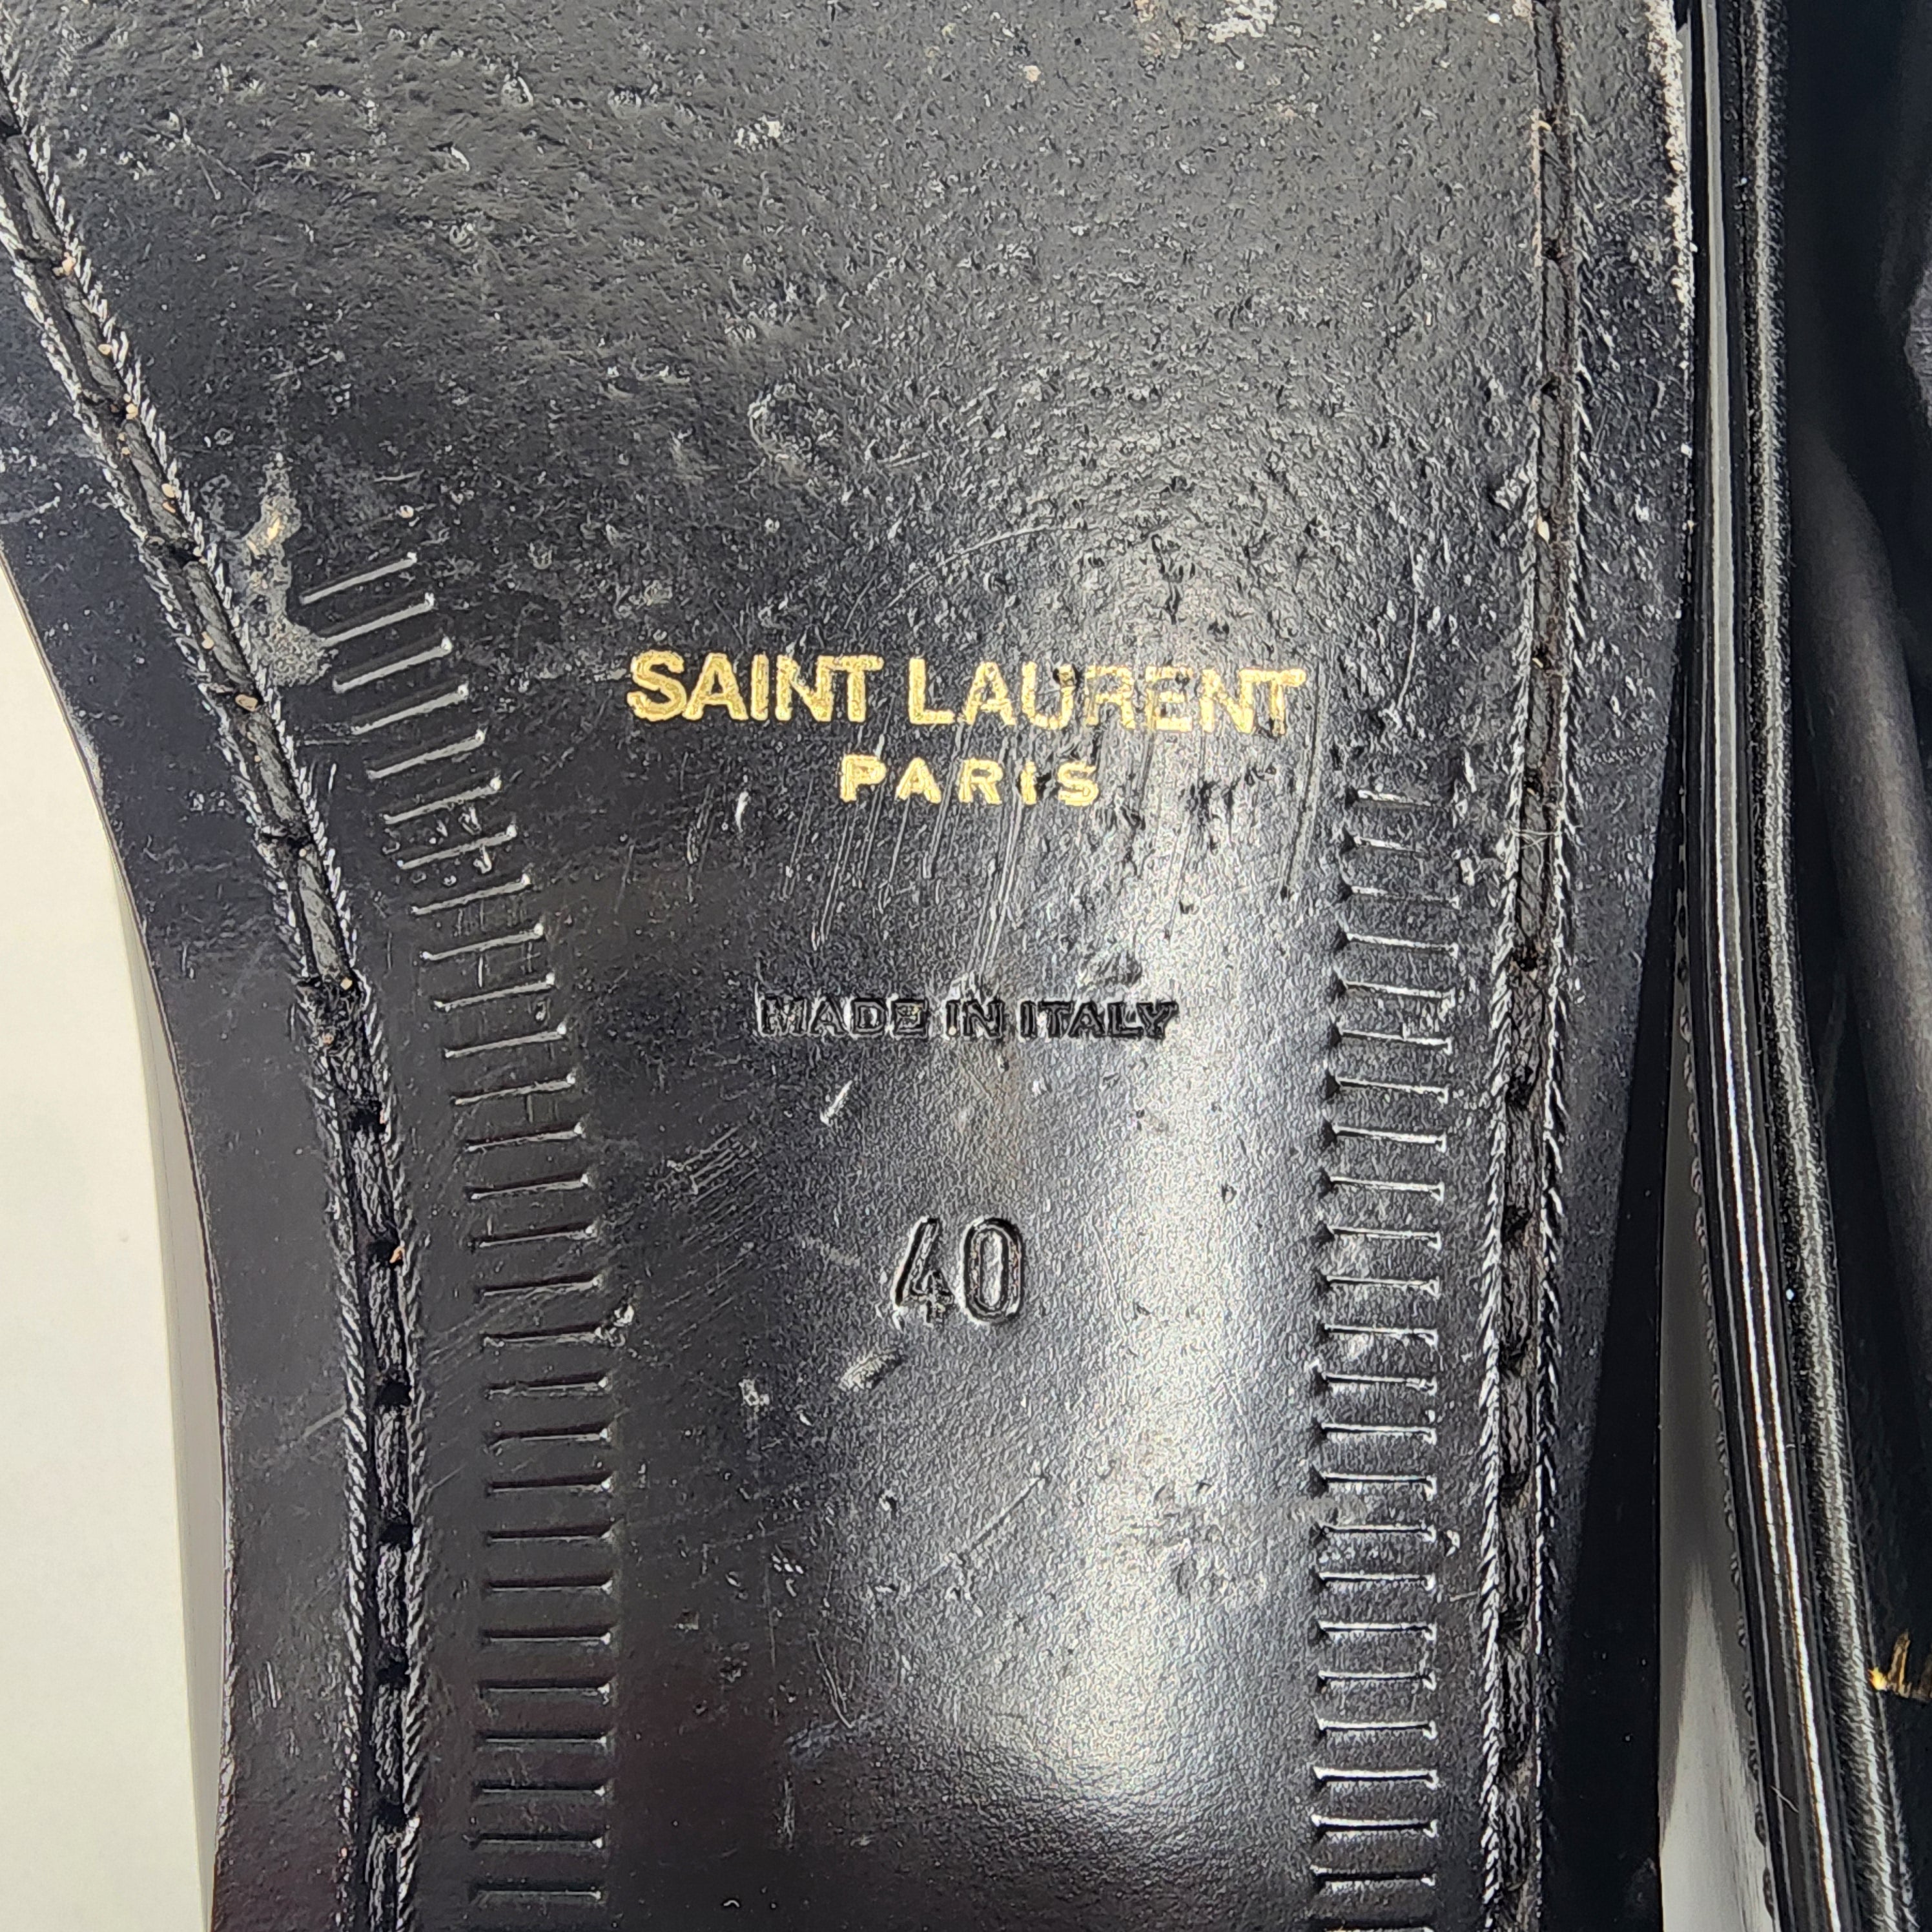 SAINT LAURENT
PARIS
MADE IN ITALY
40